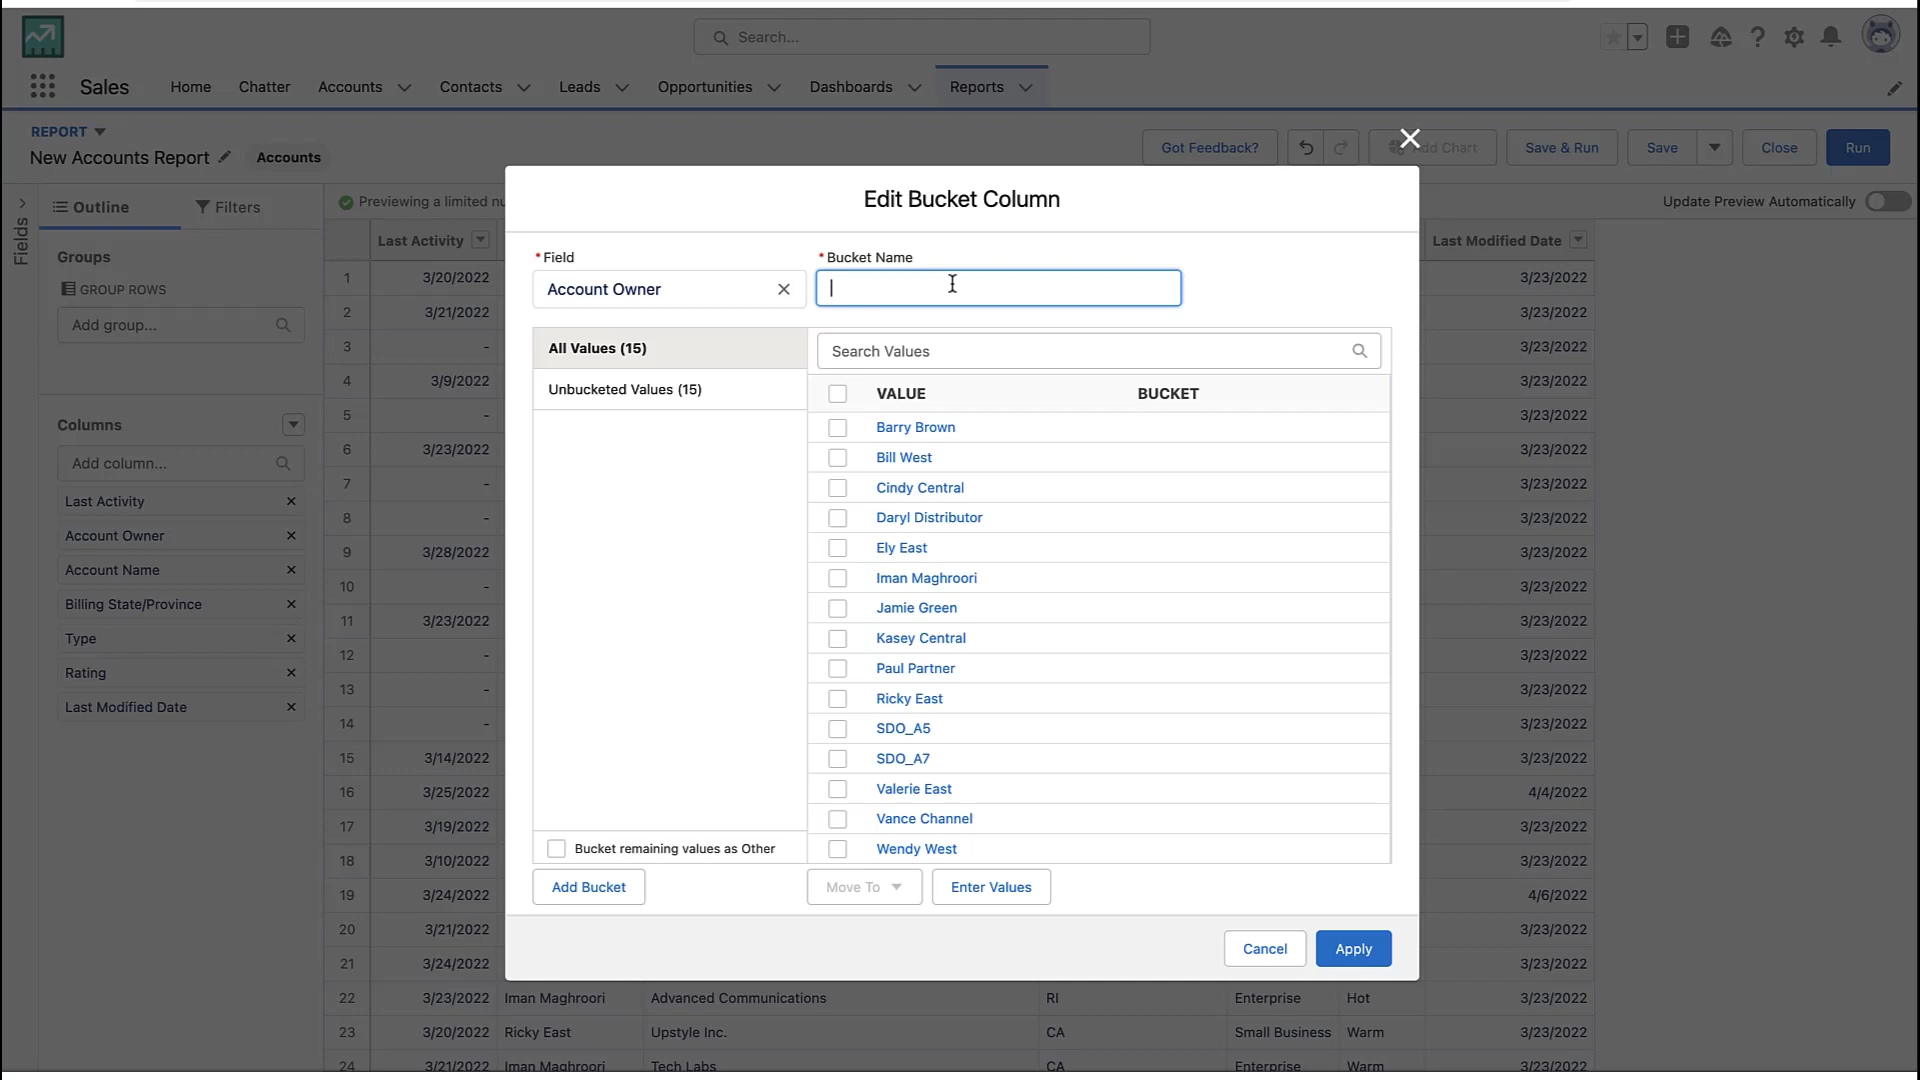 Search...
Sales
Home
Chatter
Accounts
Contacts
Leads
Opportunities
Dashboards
Reports
REPORT
New Accounts Report
Accounts
Got Feedback?
Add Chart
Save & Run
Save
Close
Run
Fields
Outline
Filters
Previewing a limited nu
Update Preview Automatically
Groups
GROUP ROWS
Add group...
Columns
Add column...
Last Activity
Account Owner
Account Name
Billing State/Province
Type
Rating
Last Modified Date
Last Activity
Last Modified Date
1 3/20/2022 3/23/2022
2 3/21/2022 3/23/2022
3 - 3/23/2022
4 3/9/2022 3/23/2022
5 - 3/23/2022
6 3/23/2022 3/23/2022
7 - 3/23/2022
8 - 3/23/2022
9 3/28/2022 3/23/2022
10 - 3/23/2022
11 3/23/2022 3/23/2022
12 - 3/23/2022
13 - 3/23/2022
14 - 3/23/2022
15 3/14/2022 3/23/2022
16 3/25/2022 4/4/2022
17 3/19/2022 3/23/2022
18 3/10/2022 3/23/2022
19 3/24/2022 4/6/2022
20 3/21/2022 3/23/2022
21 3/24/2022 3/23/2022
22 3/23/2022 Iman Maghroori Advanced Communications RI Enterprise Hot 3/23/2022
23 3/20/2022 Ricky East Upstyle Inc. CA Small Business Warm 3/23/2022
24 3/21/2022 Iman Maghroori Tech Labs CA Enterprise Warm 3/23/2022
Edit Bucket Column
* Field
Account Owner
* Bucket Name
All Values (15)
Unbucketed Values (15)
Search Values
VALUE BUCKET
Barry Brown
Bill West
Cindy Central
Daryl Distributor
Ely East
Iman Maghroori
Jamie Green
Kasey Central
Paul Partner
Ricky East
SDO_A5
SDO_A7
Valerie East
Vance Channel
Wendy West
Bucket remaining values as Other
Add Bucket
Move To
Enter Values
Cancel
Apply